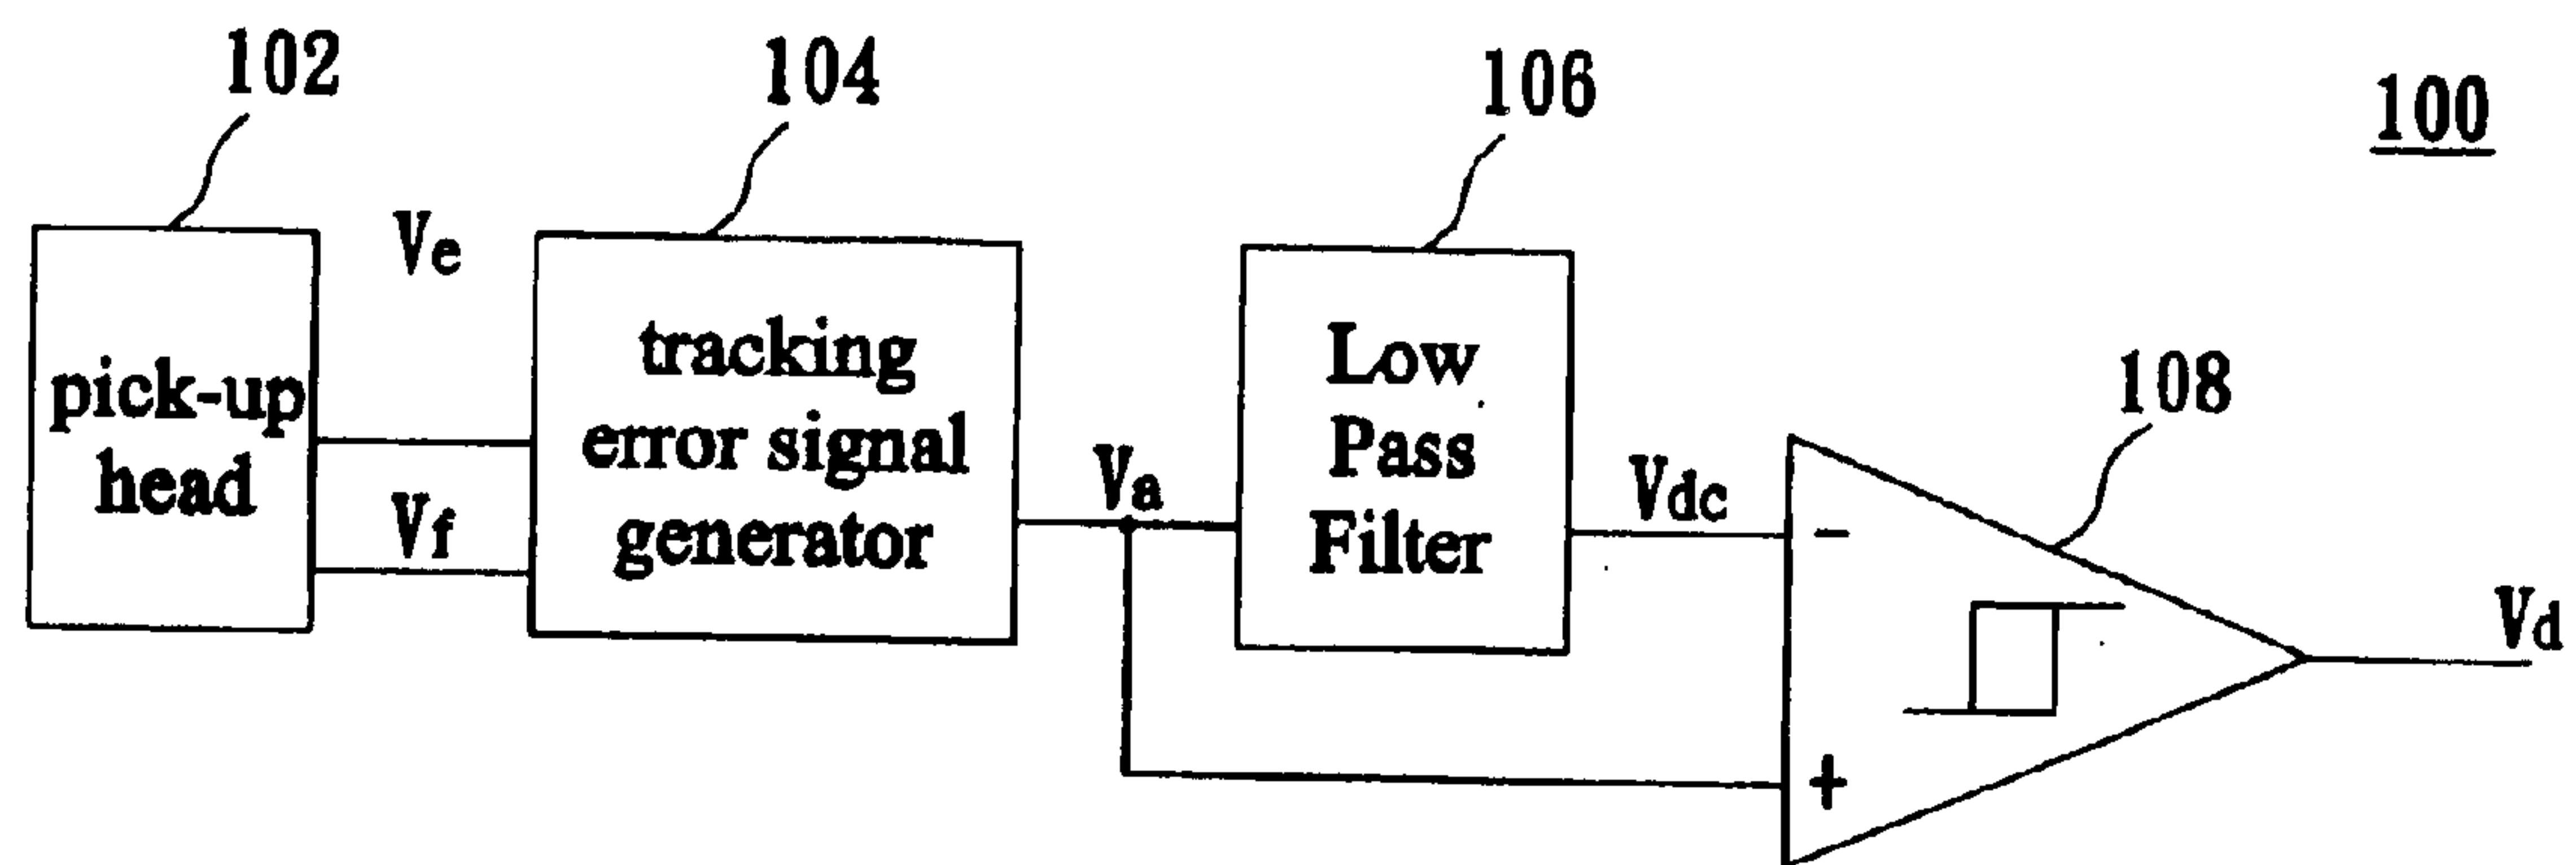 102
104
106
100
Ve
pick-up
head
Vf
tracking
error signal
generator
Va
Low
Pass
Filter
Vdc
108
-
+
Vd